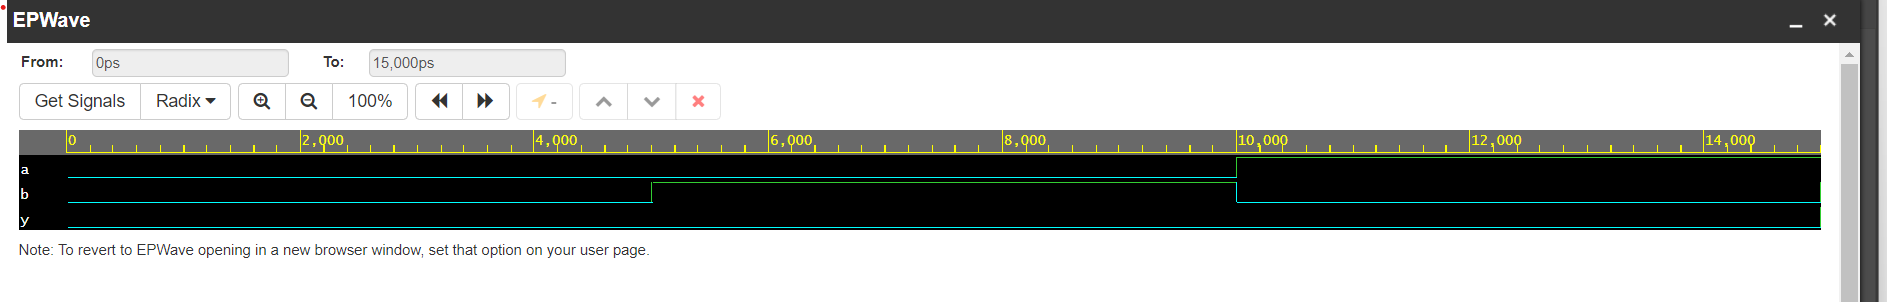 EPWave
From: 0ps To: 15,000ps
Get Signals Radix 100% -
0 2,000 4,000 6,000 8,000 10,000 12,000 14,000
a
b
y
Note: To revert to EPWave opening in a new browser window, set that option on your user page.